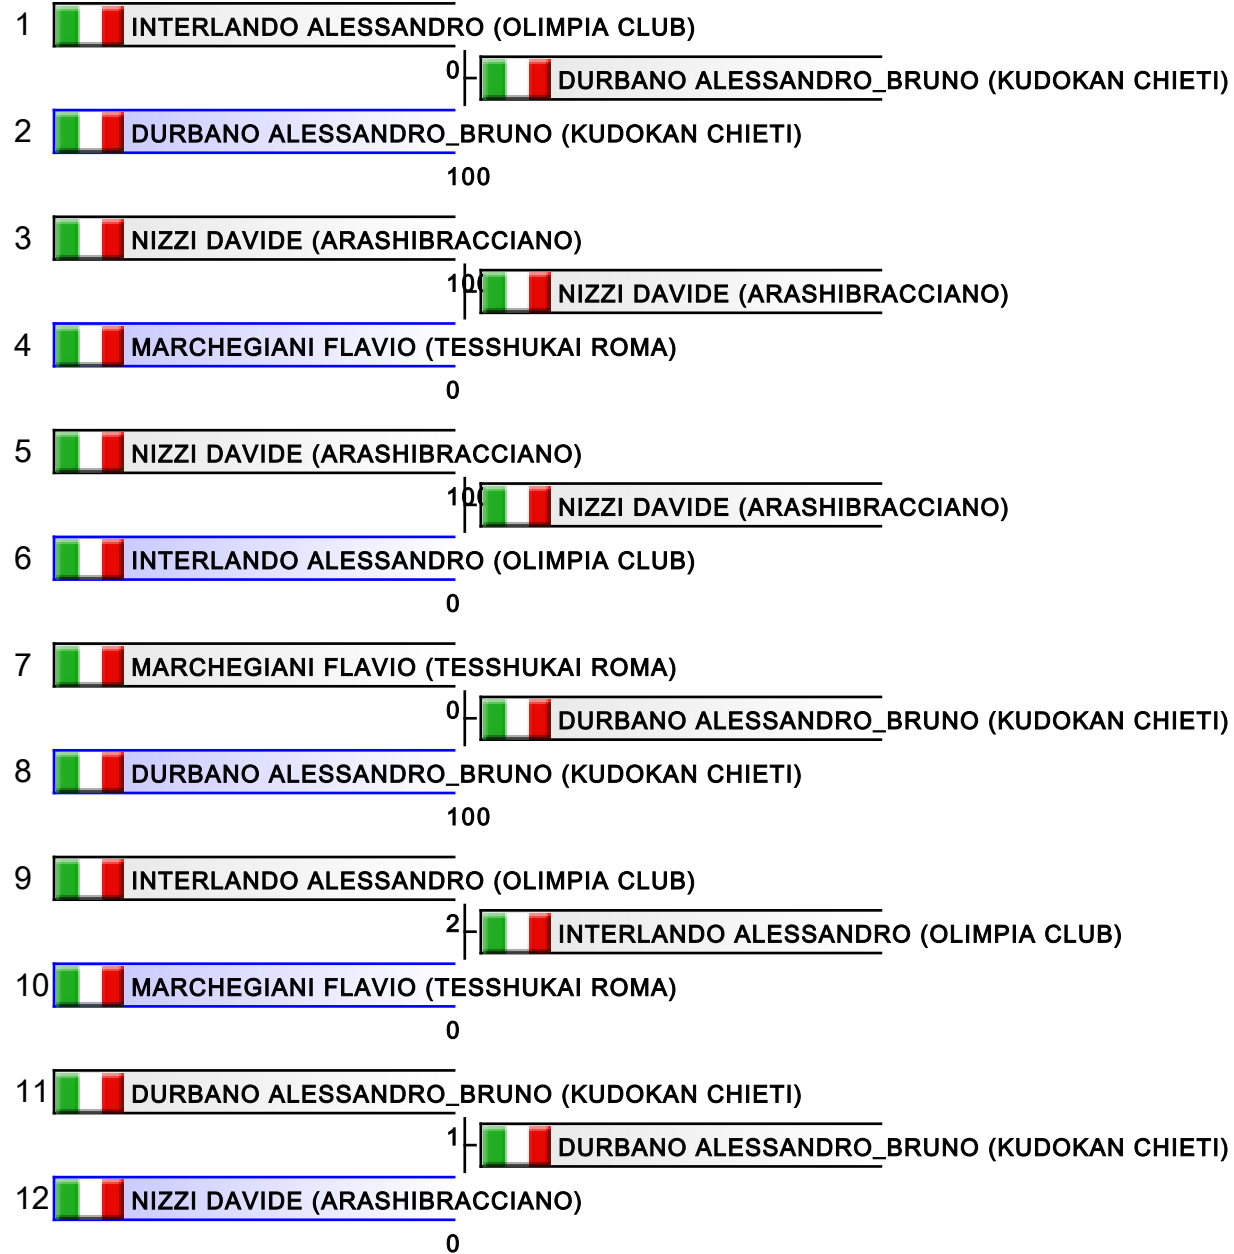 1 INTERLANDO ALESSANDRO (OLIMPIA CLUB)
0 DURBANO ALESSANDRO_BRUNO (KUDOKAN CHIETI)
2 DURBANO ALESSANDRO_BRUNO (KUDOKAN CHIETI)
100
3 NIZZI DAVIDE (ARASHIBRACCIANO)
100 NIZZI DAVIDE (ARASHIBRACCIANO)
4 MARCHEGIANI FLAVIO (TESSHUKAI ROMA)
0
5 NIZZI DAVIDE (ARASHIBRACCIANO)
100 NIZZI DAVIDE (ARASHIBRACCIANO)
6 INTERLANDO ALESSANDRO (OLIMPIA CLUB)
0
7 MARCHEGIANI FLAVIO (TESSHUKAI ROMA)
0 DURBANO ALESSANDRO_BRUNO (KUDOKAN CHIETI)
8 DURBANO ALESSANDRO_BRUNO (KUDOKAN CHIETI)
100
9 INTERLANDO ALESSANDRO (OLIMPIA CLUB)
2 INTERLANDO ALESSANDRO (OLIMPIA CLUB)
10 MARCHEGIANI FLAVIO (TESSHUKAI ROMA)
0
11 DURBANO ALESSANDRO_BRUNO (KUDOKAN CHIETI)
1 DURBANO ALESSANDRO_BRUNO (KUDOKAN CHIETI)
12 NIZZI DAVIDE (ARASHIBRACCIANO)
0